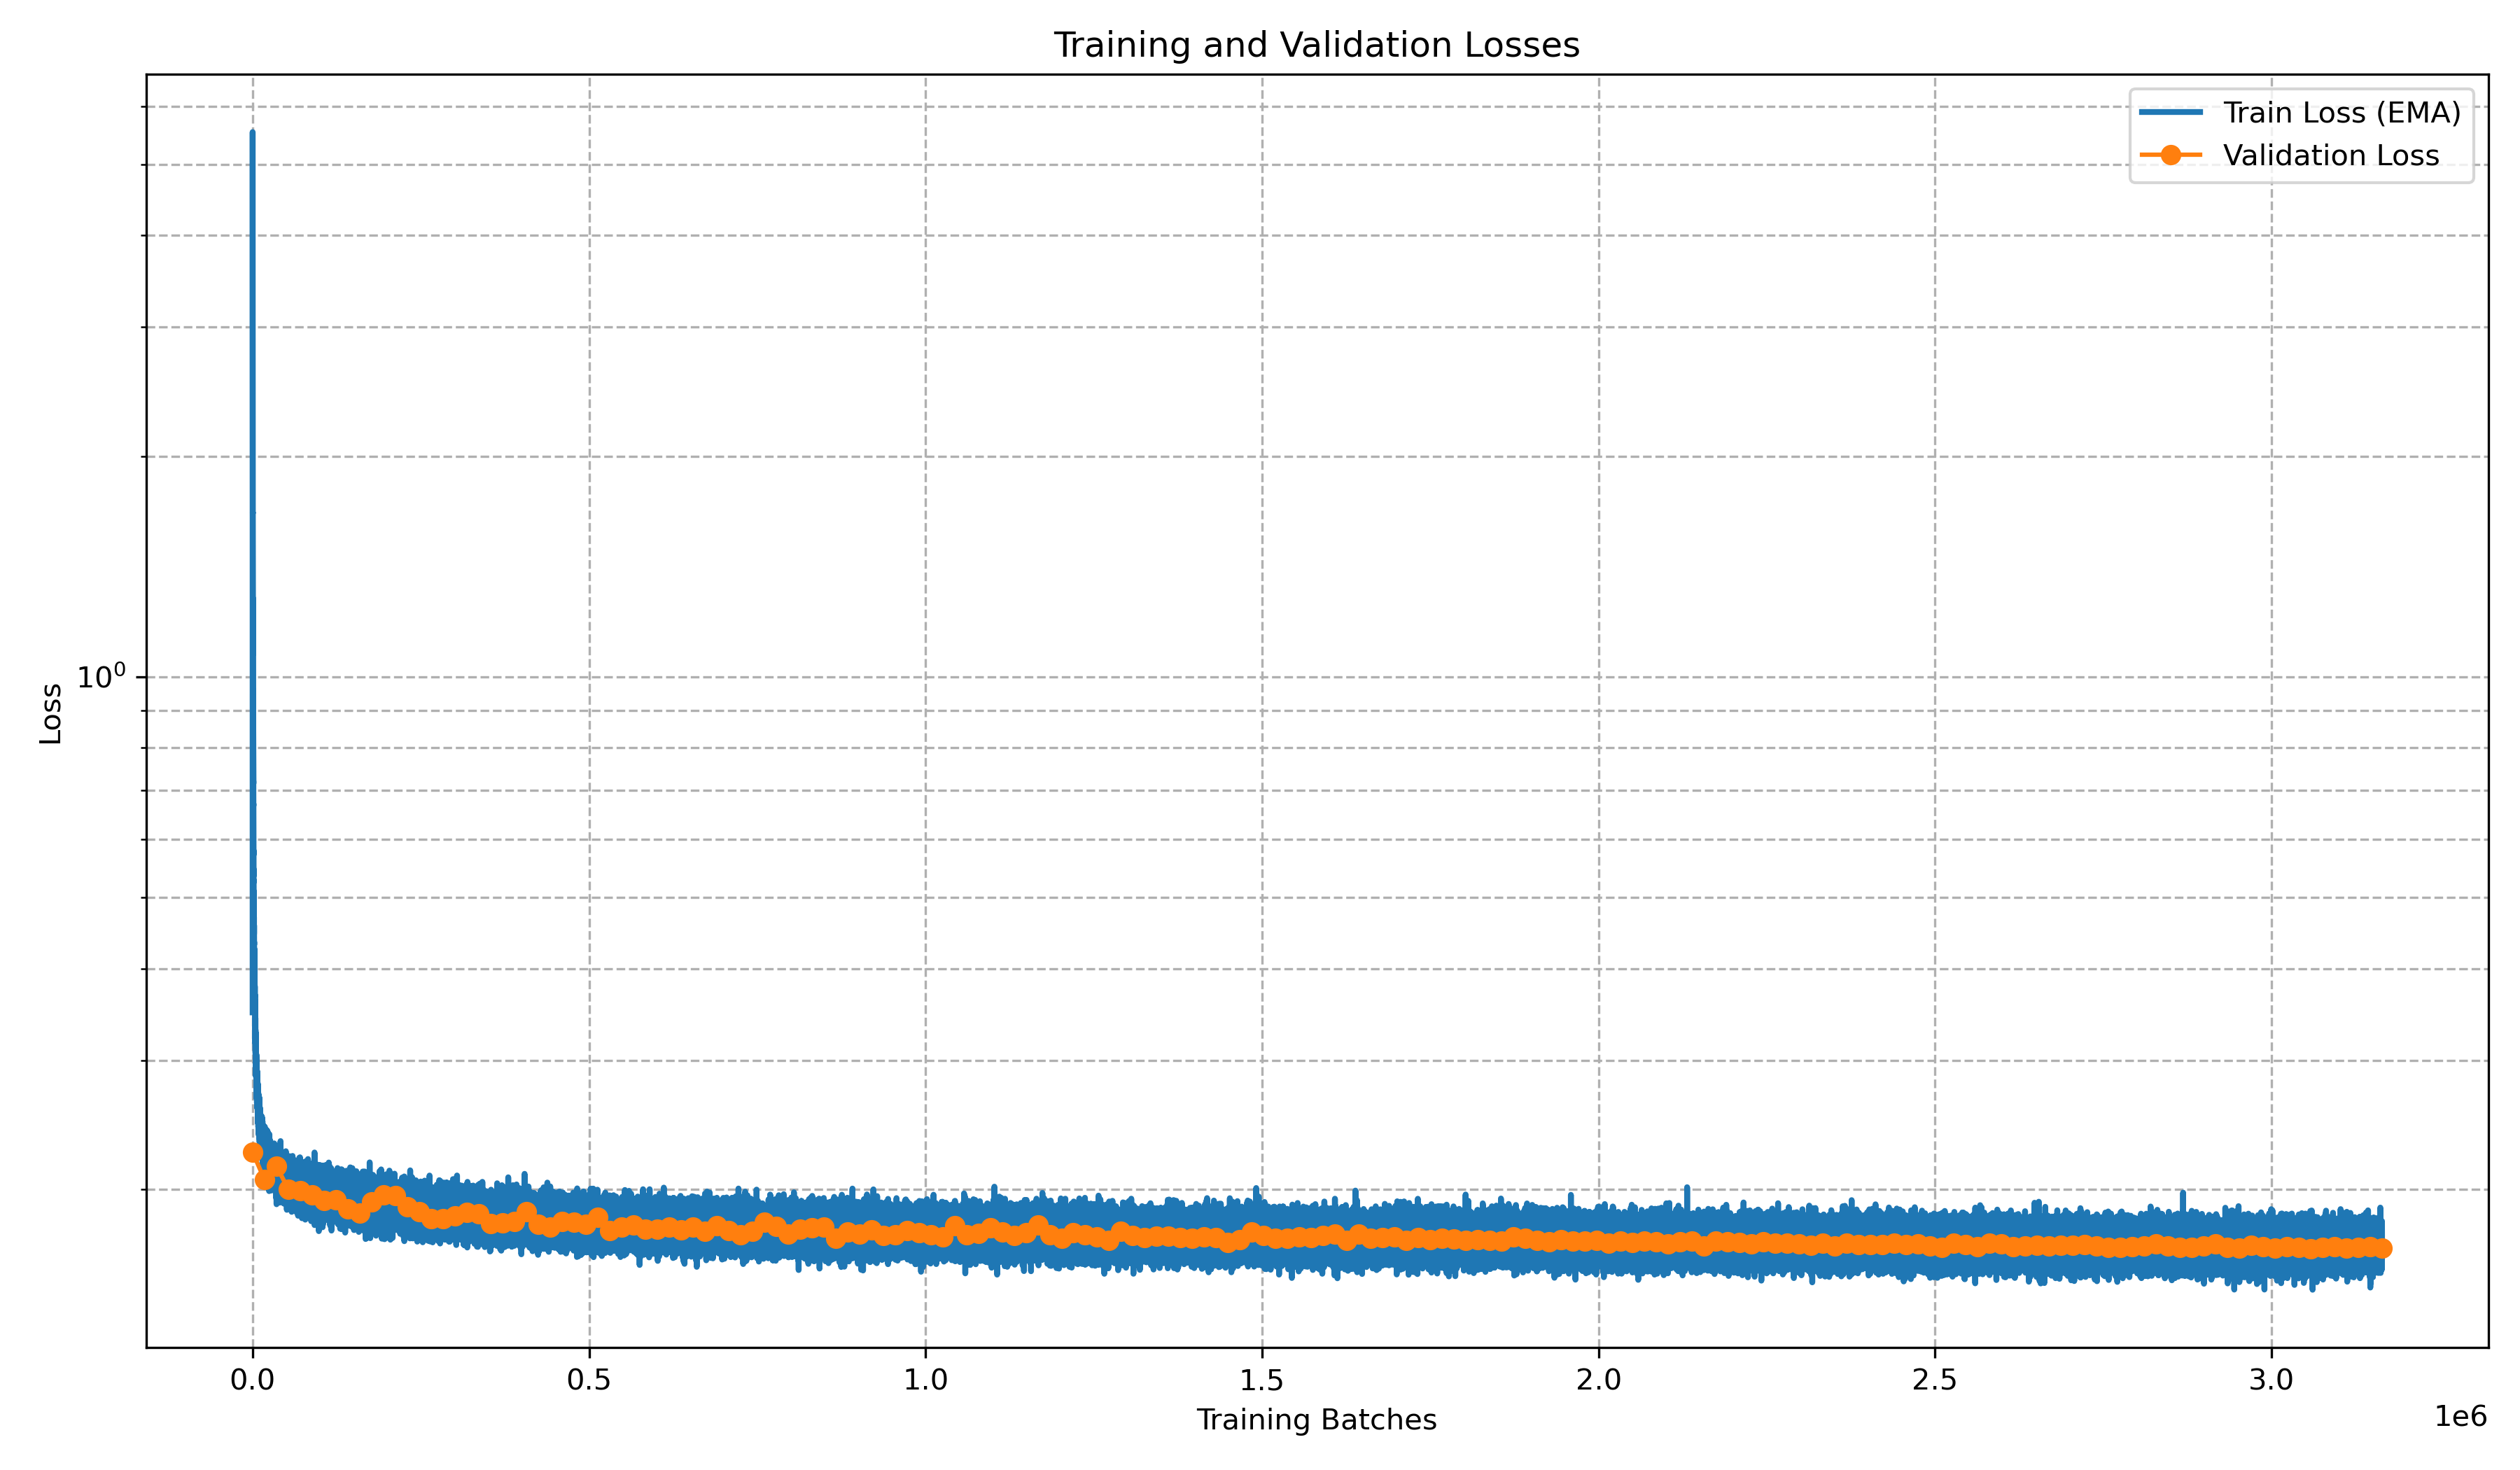 Training and Validation Losses
Train Loss (EMA)
Validation Loss
Loss
10⁰
0.0 0.5 1.0 1.5 2.0 2.5 3.0
1e6
Training Batches